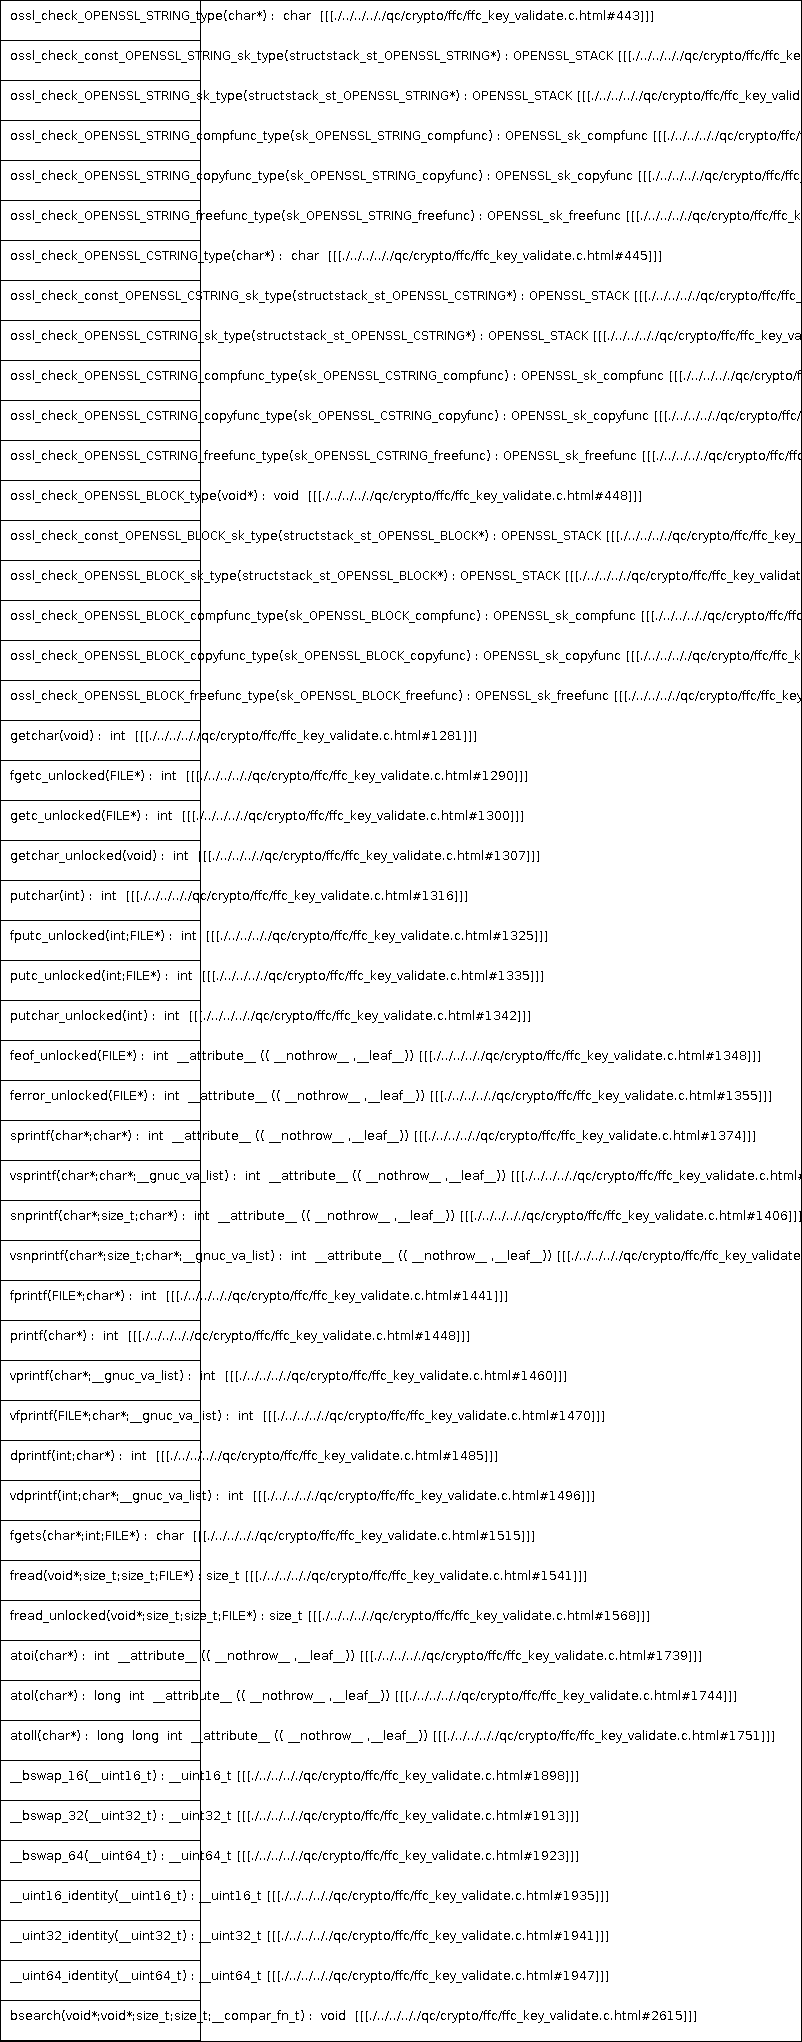 ossl_check_OPENSSL_STRING_type(char*) : char [[[./../../../qc/crypto/ffc/ffc_key_validate.c.html#443]]]
ossl_check_const_OPENSSL_STRING_sk_type(structstack_st_OPENSSL_STRING*) : OPENSSL_STACK [[[./../../../qc/crypto/ffc/ffc_ke
ossl_check_OPENSSL_STRING_sk_type(structstack_st_OPENSSL_STRING*) : OPENSSL_STACK [[[./../../../qc/crypto/ffc/ffc_key_valid
ossl_check_OPENSSL_STRING_compfunc_type(sk_OPENSSL_STRING_compfunc) : OPENSSL_sk_compfunc [[[./../../../qc/crypto/ffc/
ossl_check_OPENSSL_STRING_copyfunc_type(sk_OPENSSL_STRING_copyfunc) : OPENSSL_sk_copyfunc [[[./../../../qc/crypto/ffc/ffc_
ossl_check_OPENSSL_STRING_freefunc_type(sk_OPENSSL_STRING_freefunc) : OPENSSL_sk_freefunc [[[./../../../qc/crypto/ffc/ffc_k
ossl_check_OPENSSL_CSTRING_type(char*) : char [[[./../../../qc/crypto/ffc/ffc_key_validate.c.html#445]]]
ossl_check_const_OPENSSL_CSTRING_sk_type(structstack_st_OPENSSL_CSTRING*) : OPENSSL_STACK [[[./../../../qc/crypto/ffc/ffc_
ossl_check_OPENSSL_CSTRING_sk_type(structstack_st_OPENSSL_CSTRING*) : OPENSSL_STACK [[[./../../../qc/crypto/ffc/ffc_key_va
ossl_check_OPENSSL_CSTRING_compfunc_type(sk_OPENSSL_CSTRING_compfunc) : OPENSSL_sk_compfunc [[[./../../../qc/crypto/f
ossl_check_OPENSSL_CSTRING_copyfunc_type(sk_OPENSSL_CSTRING_copyfunc) : OPENSSL_sk_copyfunc [[[./../../../qc/crypto/ffc/
ossl_check_OPENSSL_CSTRING_freefunc_type(sk_OPENSSL_CSTRING_freefunc) : OPENSSL_sk_freefunc [[[./../../../qc/crypto/ffc/ffc
ossl_check_OPENSSL_BLOCK_type(void*) : void [[[./../../../qc/crypto/ffc/ffc_key_validate.c.html#448]]]
ossl_check_const_OPENSSL_BLOCK_sk_type(structstack_st_OPENSSL_BLOCK*) : OPENSSL_STACK [[[./../../../qc/crypto/ffc/ffc_key_
ossl_check_OPENSSL_BLOCK_sk_type(structstack_st_OPENSSL_BLOCK*) : OPENSSL_STACK [[[./../../../qc/crypto/ffc/ffc_key_validat
ossl_check_OPENSSL_BLOCK_compfunc_type(sk_OPENSSL_BLOCK_compfunc) : OPENSSL_sk_compfunc [[[./../../../qc/crypto/ffc/ffc
ossl_check_OPENSSL_BLOCK_copyfunc_type(sk_OPENSSL_BLOCK_copyfunc) : OPENSSL_sk_copyfunc [[[./../../../qc/crypto/ffc/ffc_k
ossl_check_OPENSSL_BLOCK_freefunc_type(sk_OPENSSL_BLOCK_freefunc) : OPENSSL_sk_freefunc [[[./../../../qc/crypto/ffc/ffc_key
getchar(void) : int [[[./../../../qc/crypto/ffc/ffc_key_validate.c.html#1281]]]
fgetc_unlocked(FILE*) : int [[[./../../../qc/crypto/ffc/ffc_key_validate.c.html#1290]]]
getc_unlocked(FILE*) : int [[[./../../../qc/crypto/ffc/ffc_key_validate.c.html#1300]]]
getchar_unlocked(void) : int [[[./../../../qc/crypto/ffc/ffc_key_validate.c.html#1307]]]
putchar(int) : int [[[./../../../qc/crypto/ffc/ffc_key_validate.c.html#1316]]]
fputc_unlocked(int;FILE*) : int [[[./../../../qc/crypto/ffc/ffc_key_validate.c.html#1325]]]
putc_unlocked(int;FILE*) : int [[[./../../../qc/crypto/ffc/ffc_key_validate.c.html#1335]]]
putchar_unlocked(int) : int [[[./../../../qc/crypto/ffc/ffc_key_validate.c.html#1342]]]
feof_unlocked(FILE*) : int __attribute__ (( __nothrow__ ,__leaf__)) [[[./../../../qc/crypto/ffc/ffc_key_validate.c.html#1348]]]
ferror_unlocked(FILE*) : int __attribute__ (( __nothrow__ ,__leaf__)) [[[./../../../qc/crypto/ffc/ffc_key_validate.c.html#1355]]]
sprintf(char*;char*) : int __attribute__ (( __nothrow__ ,__leaf__)) [[[./../../../qc/crypto/ffc/ffc_key_validate.c.html#1374]]]
vsprintf(char*;char*;__gnuc_va_list) : int __attribute__ (( __nothrow__ ,__leaf__)) [[[./../../../qc/crypto/ffc/ffc_key_validate.c.html#
snprintf(char*;size_t;char*) : int __attribute__ (( __nothrow__ ,__leaf__)) [[[./../../../qc/crypto/ffc/ffc_key_validate.c.html#1406]]]
vsnprintf(char*;size_t;char*;__gnuc_va_list) : int __attribute__ (( __nothrow__ ,__leaf__)) [[[./../../../qc/crypto/ffc/ffc_key_validate
fprintf(FILE*;char*) : int [[[./../../../qc/crypto/ffc/ffc_key_validate.c.html#1441]]]
printf(char*) : int [[[./../../../qc/crypto/ffc/ffc_key_validate.c.html#1448]]]
vprintf(char*;__gnuc_va_list) : int [[[./../../../qc/crypto/ffc/ffc_key_validate.c.html#1460]]]
vfprintf(FILE*;char*;__gnuc_va_list) : int [[[./../../../qc/crypto/ffc/ffc_key_validate.c.html#1470]]]
dprintf(int;char*) : int [[[./../../../qc/crypto/ffc/ffc_key_validate.c.html#1485]]]
vdprintf(int;char*;__gnuc_va_list) : int [[[./../../../qc/crypto/ffc/ffc_key_validate.c.html#1496]]]
fgets(char*;int;FILE*) : char [[[./../../../qc/crypto/ffc/ffc_key_validate.c.html#1515]]]
fread(void*;size_t;size_t;FILE*) : size_t [[[./../../../qc/crypto/ffc/ffc_key_validate.c.html#1541]]]
fread_unlocked(void*;size_t;size_t;FILE*) : size_t [[[./../../../qc/crypto/ffc/ffc_key_validate.c.html#1568]]]
atoi(char*) : int __attribute__ (( __nothrow__ ,__leaf__)) [[[./../../../qc/crypto/ffc/ffc_key_validate.c.html#1739]]]
atol(char*) : long int __attribute__ (( __nothrow__ ,__leaf__)) [[[./../../../qc/crypto/ffc/ffc_key_validate.c.html#1744]]]
atoll(char*) : long long int __attribute__ (( __nothrow__ ,__leaf__)) [[[./../../../qc/crypto/ffc/ffc_key_validate.c.html#1751]]]
__bswap_16(__uint16_t) : __uint16_t [[[./../../../qc/crypto/ffc/ffc_key_validate.c.html#1898]]]
__bswap_32(__uint32_t) : __uint32_t [[[./../../../qc/crypto/ffc/ffc_key_validate.c.html#1913]]]
__bswap_64(__uint64_t) : __uint64_t [[[./../../../qc/crypto/ffc/ffc_key_validate.c.html#1923]]]
__uint16_identity(__uint16_t) : __uint16_t [[[./../../../qc/crypto/ffc/ffc_key_validate.c.html#1935]]]
__uint32_identity(__uint32_t) : __uint32_t [[[./../../../qc/crypto/ffc/ffc_key_validate.c.html#1941]]]
__uint64_identity(__uint64_t) : __uint64_t [[[./../../../qc/crypto/ffc/ffc_key_validate.c.html#1947]]]
bsearch(void*;void*;size_t;size_t;__compar_fn_t) : void [[[./../../../qc/crypto/ffc/ffc_key_validate.c.html#2615]]]